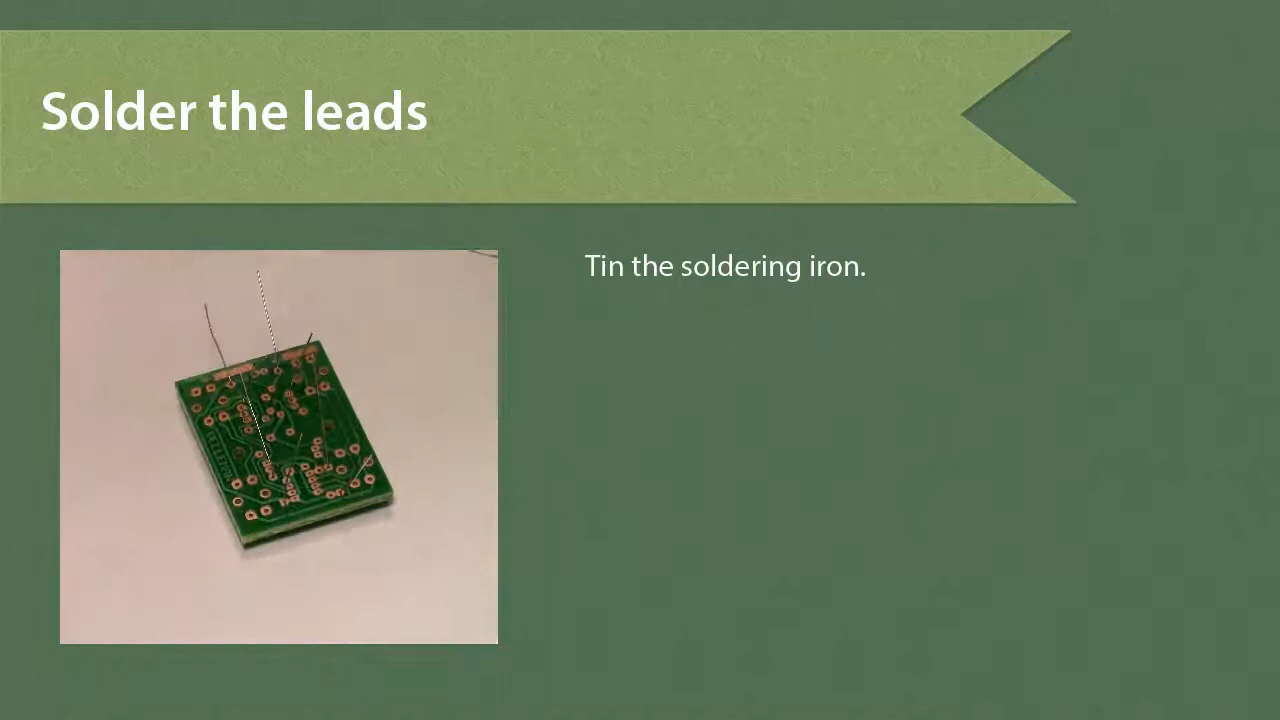 Solder the leads
Tin the soldering iron.